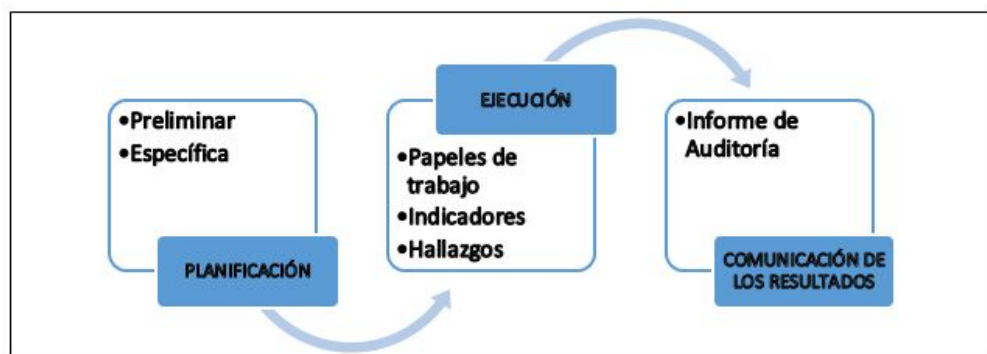 •Preliminar
•Específica
PLANIFICACIÓN
EJECUCIÓN
•Papeles de
trabajo
•Indicadores
•Hallazgos
•Informe de
Auditoría
COMUNICACIÓN DE
LOS RESULTADOS